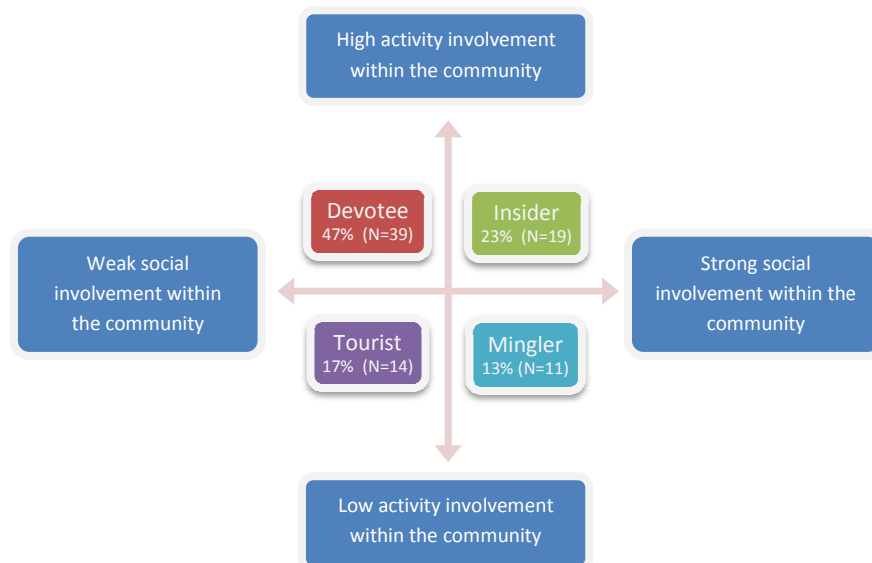 High activity involvement
within the community
Devotee
47% (N=39)
Insider
23% (N=19)
Weak social
involvement within
the community
Strong social
involvement within the
community
Tourist
17% (N=14)
Mingler
13% (N=11)
Low activity involvement
within the community